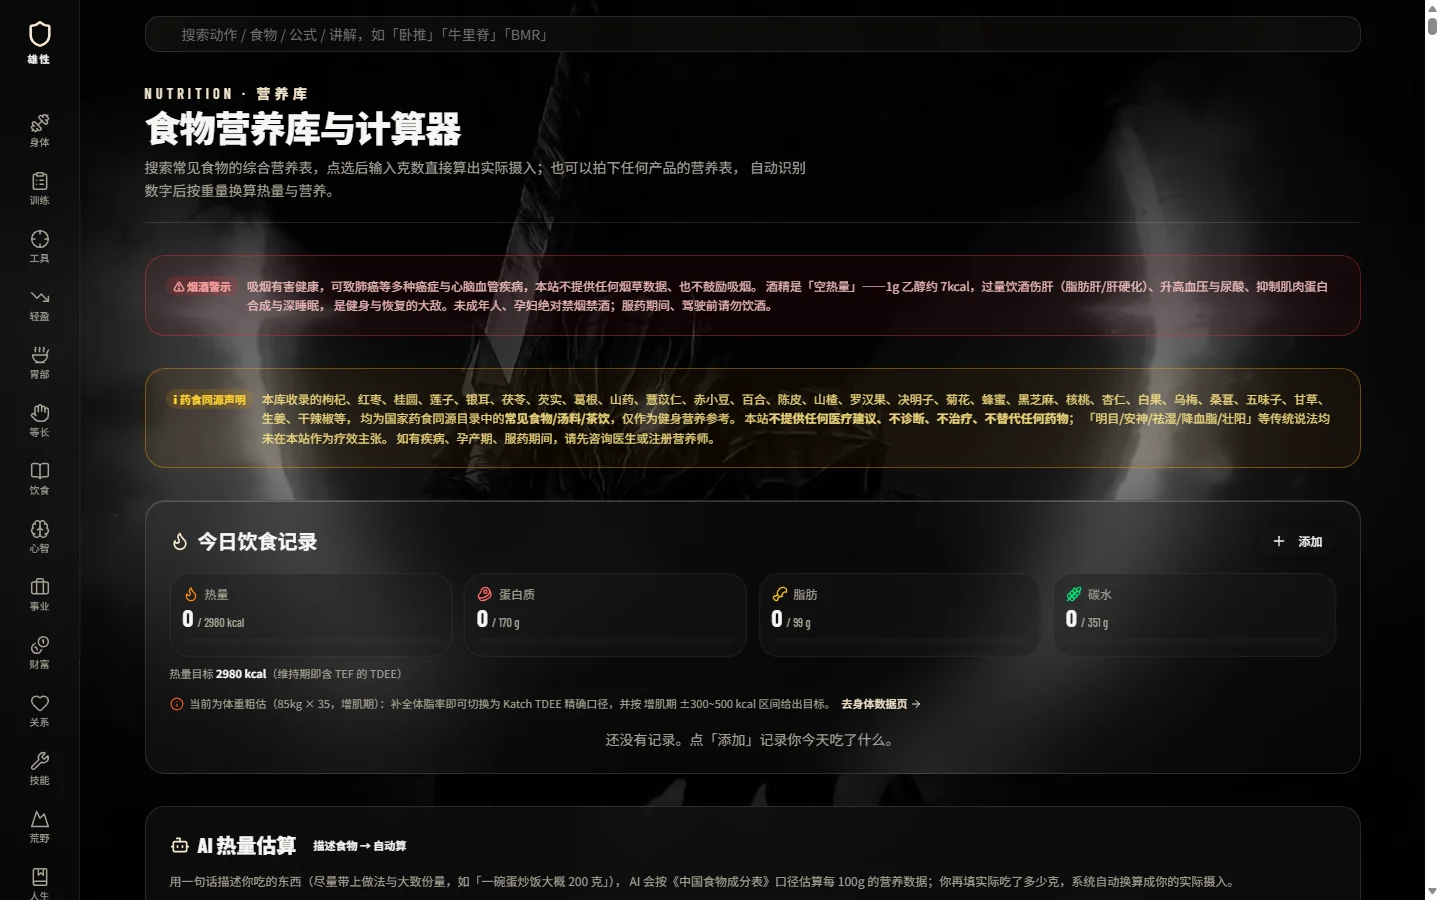 雄性
身体
训练
工具
轻盈
胃部
等长
饮食
心智
事业
财富
关系
技能
荒野
人生
搜索动作 / 食物 / 公式 / 讲解，如「卧推」「牛里脊」「BMR」
NUTRITION · 营养库
食物营养库与计算器
搜索常见食物的综合营养表，点选后输入克数直接算出实际摄入；也可以拍下任何产品的营养表， 自动识别
数字后按重量换算热量与营养。
烟酒警示
吸烟有害健康，可致肺癌等多种癌症与心脑血管疾病，本站不提供任何烟草数据、也不鼓励吸烟。 酒精是「空热量」——1g 乙醇约 7kcal，过量饮酒伤肝（脂肪肝/肝硬化）、升高血压与尿酸、抑制肌肉蛋白
合成与深睡眠， 是健身与恢复的大敌。未成年人、孕妇绝对禁烟禁酒；服药期间、驾驶前请勿饮酒。
药食同源声明
本库收录的枸杞、红枣、桂圆、莲子、银耳、茯苓、芡实、葛根、山药、薏苡仁、赤小豆、百合、陈皮、山楂、罗汉果、决明子、菊花、蜂蜜、黑芝麻、核桃、杏仁、白果、乌梅、桑葚、五味子、甘草、
生姜、干辣椒等， 均为国家药食同源目录中的常见食物/汤料/茶饮，仅作为健身营养参考。 本站不提供任何医疗建议、不诊断、不治疗、不替代任何药物； 「明目/安神/祛湿/降血脂/壮阳」等传统说法均
未在本站作为疗效主张。 如有疾病、孕产期、服药期间，请先咨询医生或注册营养师。
今日饮食记录
添加
热量
0 / 2980 kcal
蛋白质
0 / 170 g
脂肪
0 / 99 g
碳水
0 / 351 g
热量目标 2980 kcal（维持期即含 TEF 的 TDEE）
当前为体重粗估（85kg × 35，增肌期）：补全体脂率即可切换为 Katch TDEE 精确口径，并按 增肌期 ±300~500 kcal 区间给出目标。 去身体数据页 →
还没有记录。点「添加」记录你今天吃了什么。
AI 热量估算
描述食物 → 自动算
用一句话描述你吃的东西（尽量带上做法与大致份量，如「一碗蛋炒饭大概 200 克」）， AI 会按《中国食物成分表》口径估算每 100g 的营养数据；你再填实际吃了多少克，系统自动换算成你的实际摄入。